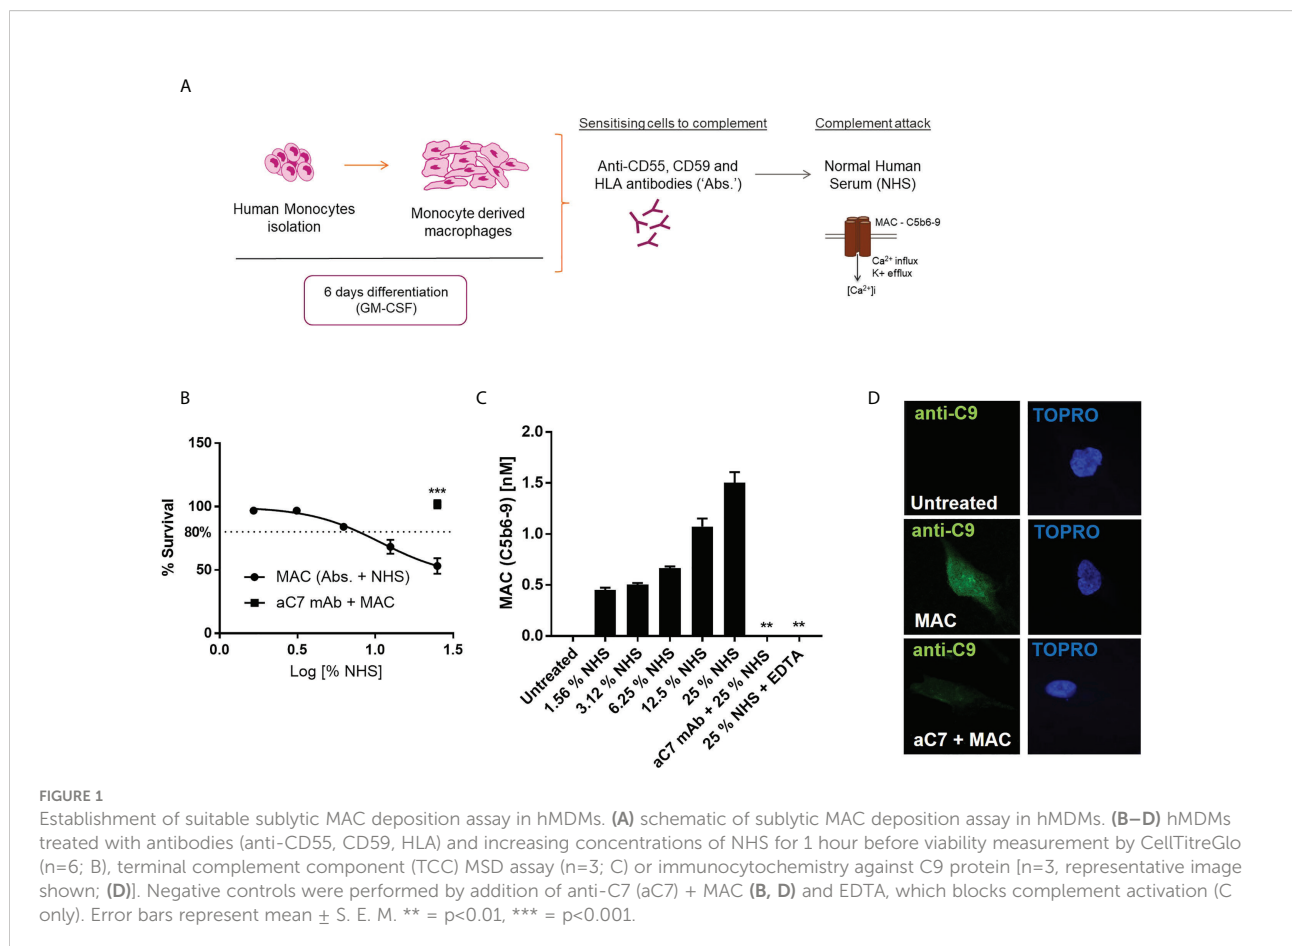 A
Sensitising cells to complement
Complement attack
Anti-CD55, CD59 and
HLA antibodies (‘Abs.’)
Normal Human
Serum (NHS)
Human Monocytes
isolation
Monocyte derived
macrophages
MAC - C5b6-9
Ca²⁺ influx
K+ efflux
[Ca²⁺]i
6 days differentiation
(GM-CSF)
B
150
100
80%
50
0
% Survival
***
MAC (Abs. + NHS)
aC7 mAb + MAC
0.0 0.5 1.0 1.5
Log [% NHS]
C
2.0
1.5
1.0
0.5
0.0
MAC (C5b6-9) [nM]
** **
Untreated
1.56 % NHS
3.12 % NHS
6.25 % NHS
12.5 % NHS
25 % NHS
aC7 mAb + 25 % NHS
25 % NHS + EDTA
D
anti-C9 TOPRO
Untreated
anti-C9 TOPRO
MAC
anti-C9 TOPRO
aC7 + MAC
FIGURE 1
Establishment of suitable sublytic MAC deposition assay in hMDMs. (A) schematic of sublytic MAC deposition assay in hMDMs. (B–D) hMDMs
treated with antibodies (anti-CD55, CD59, HLA) and increasing concentrations of NHS for 1 hour before viability measurement by CellTitreGlo
(n=6; B), terminal complement component (TCC) MSD assay (n=3; C) or immunocytochemistry against C9 protein [n=3, representative image
shown; (D)]. Negative controls were performed by addition of anti-C7 (aC7) + MAC (B, D) and EDTA, which blocks complement activation (C
only). Error bars represent mean ± S. E. M. ** = p<0.01, *** = p<0.001.